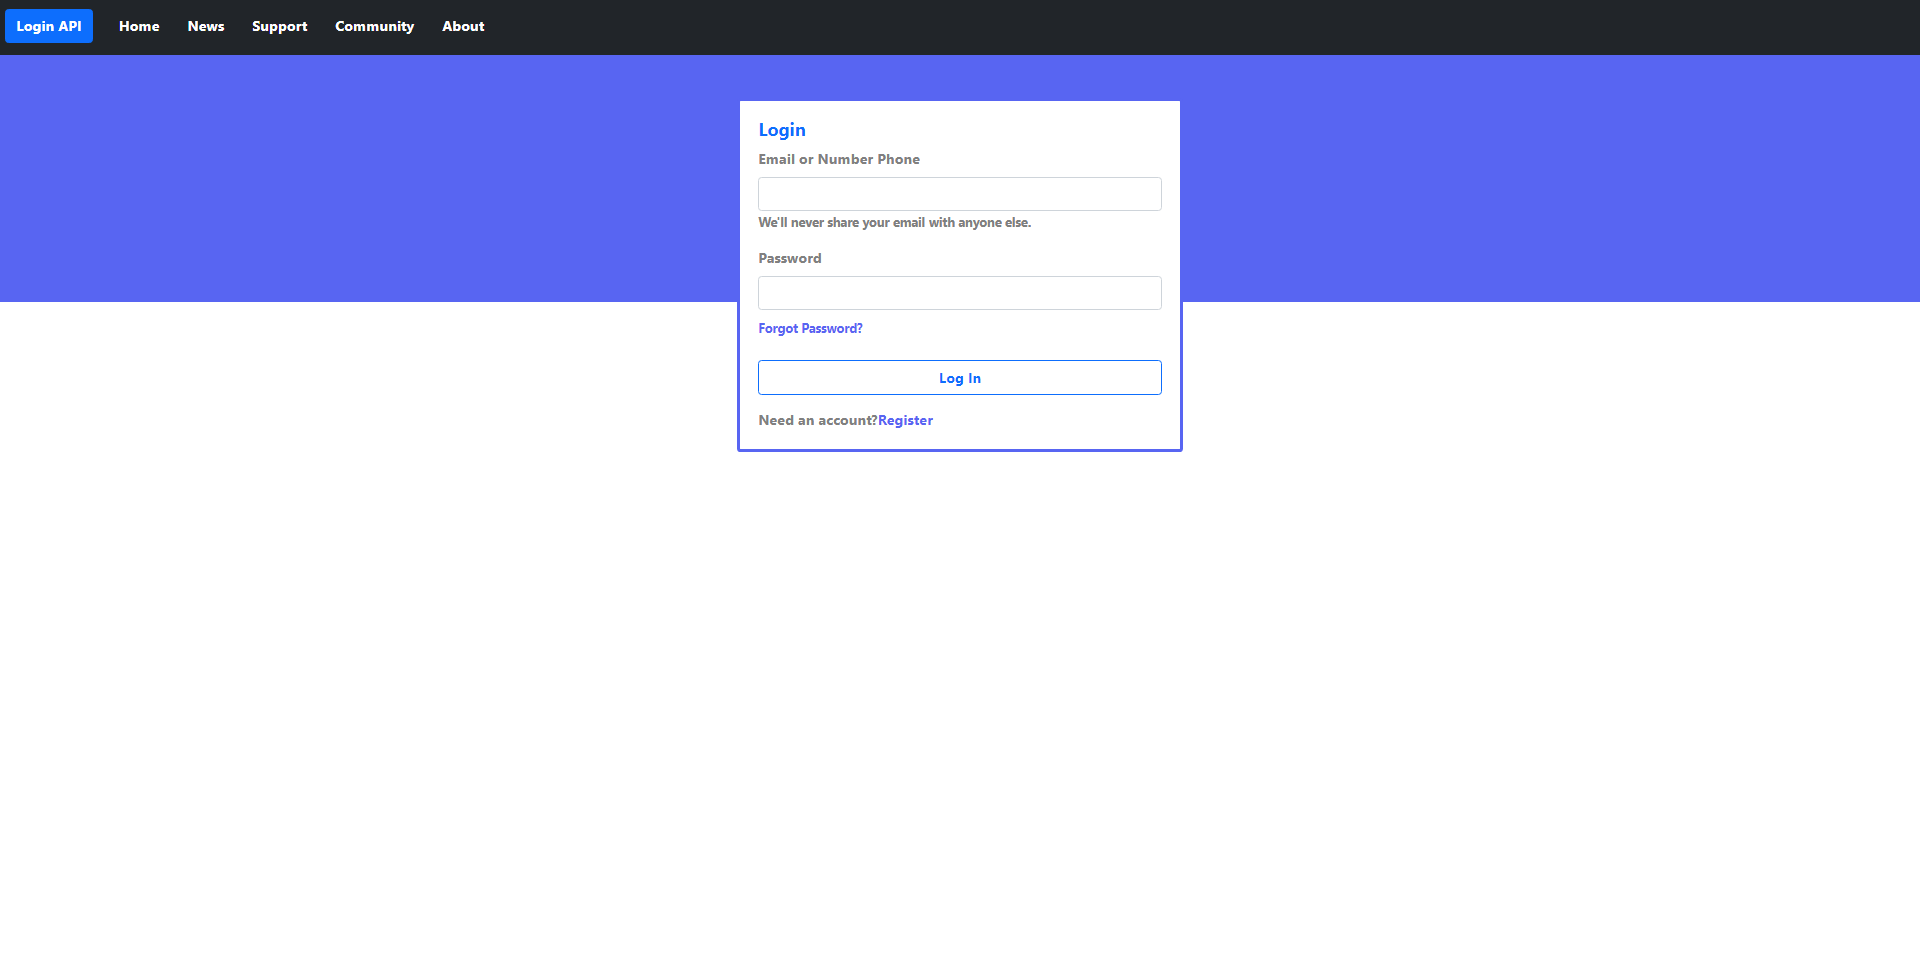 Login API Home News Support Community About
Login
Email or Number Phone
We'll never share your email with anyone else.
Password
Forgot Password?
Log In
Need an account?Register